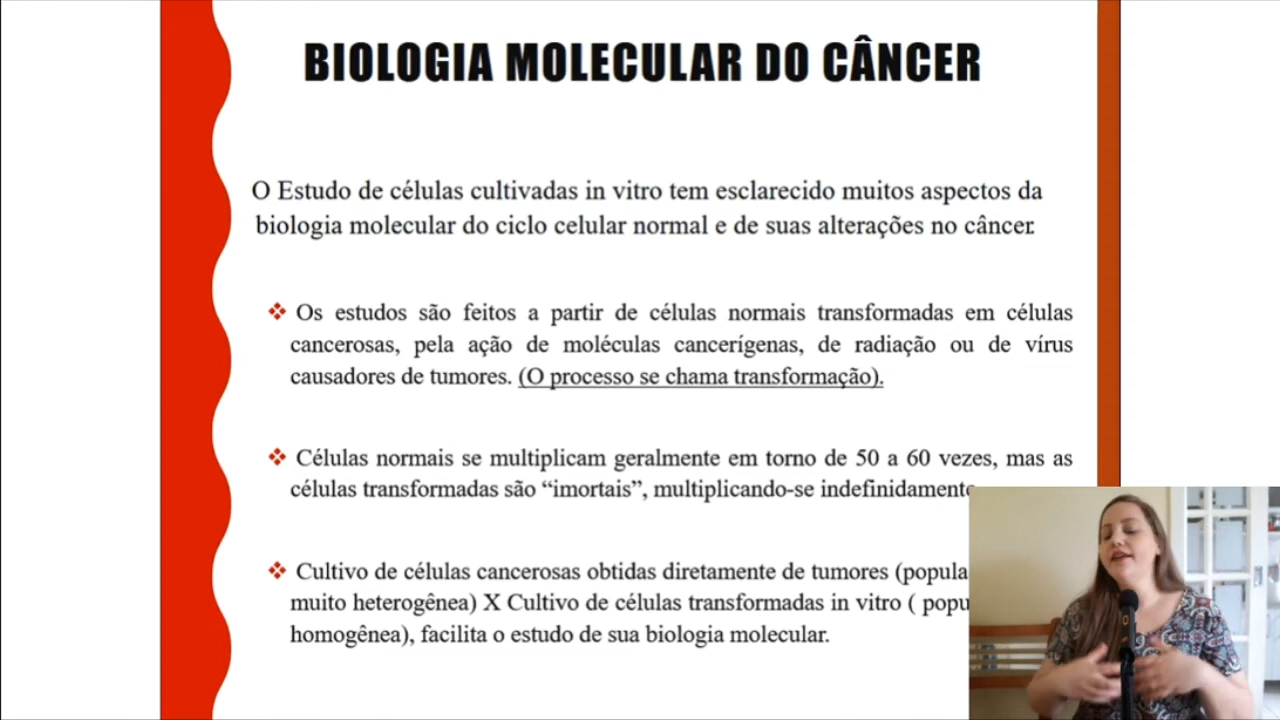 BIOLOGIA MOLECULAR DO CÂNCER
O Estudo de células cultivadas in vitro tem esclarecido muitos aspectos da
biologia molecular do ciclo celular normal e de suas alterações no câncer.
❖ Os estudos são feitos a partir de células normais transformadas em células
cancerosas, pela ação de moléculas cancerígenas, de radiação ou de vírus
causadores de tumores. (O processo se chama transformação).
❖ Células normais se multiplicam geralmente em torno de 50 a 60 vezes, mas as
células transformadas são “imortais”, multiplicando-se indefinidamente
❖ Cultivo de células cancerosas obtidas diretamente de tumores (popula
muito heterogênea) X Cultivo de células transformadas in vitro ( popu
homogênea), facilita o estudo de sua biologia molecular.